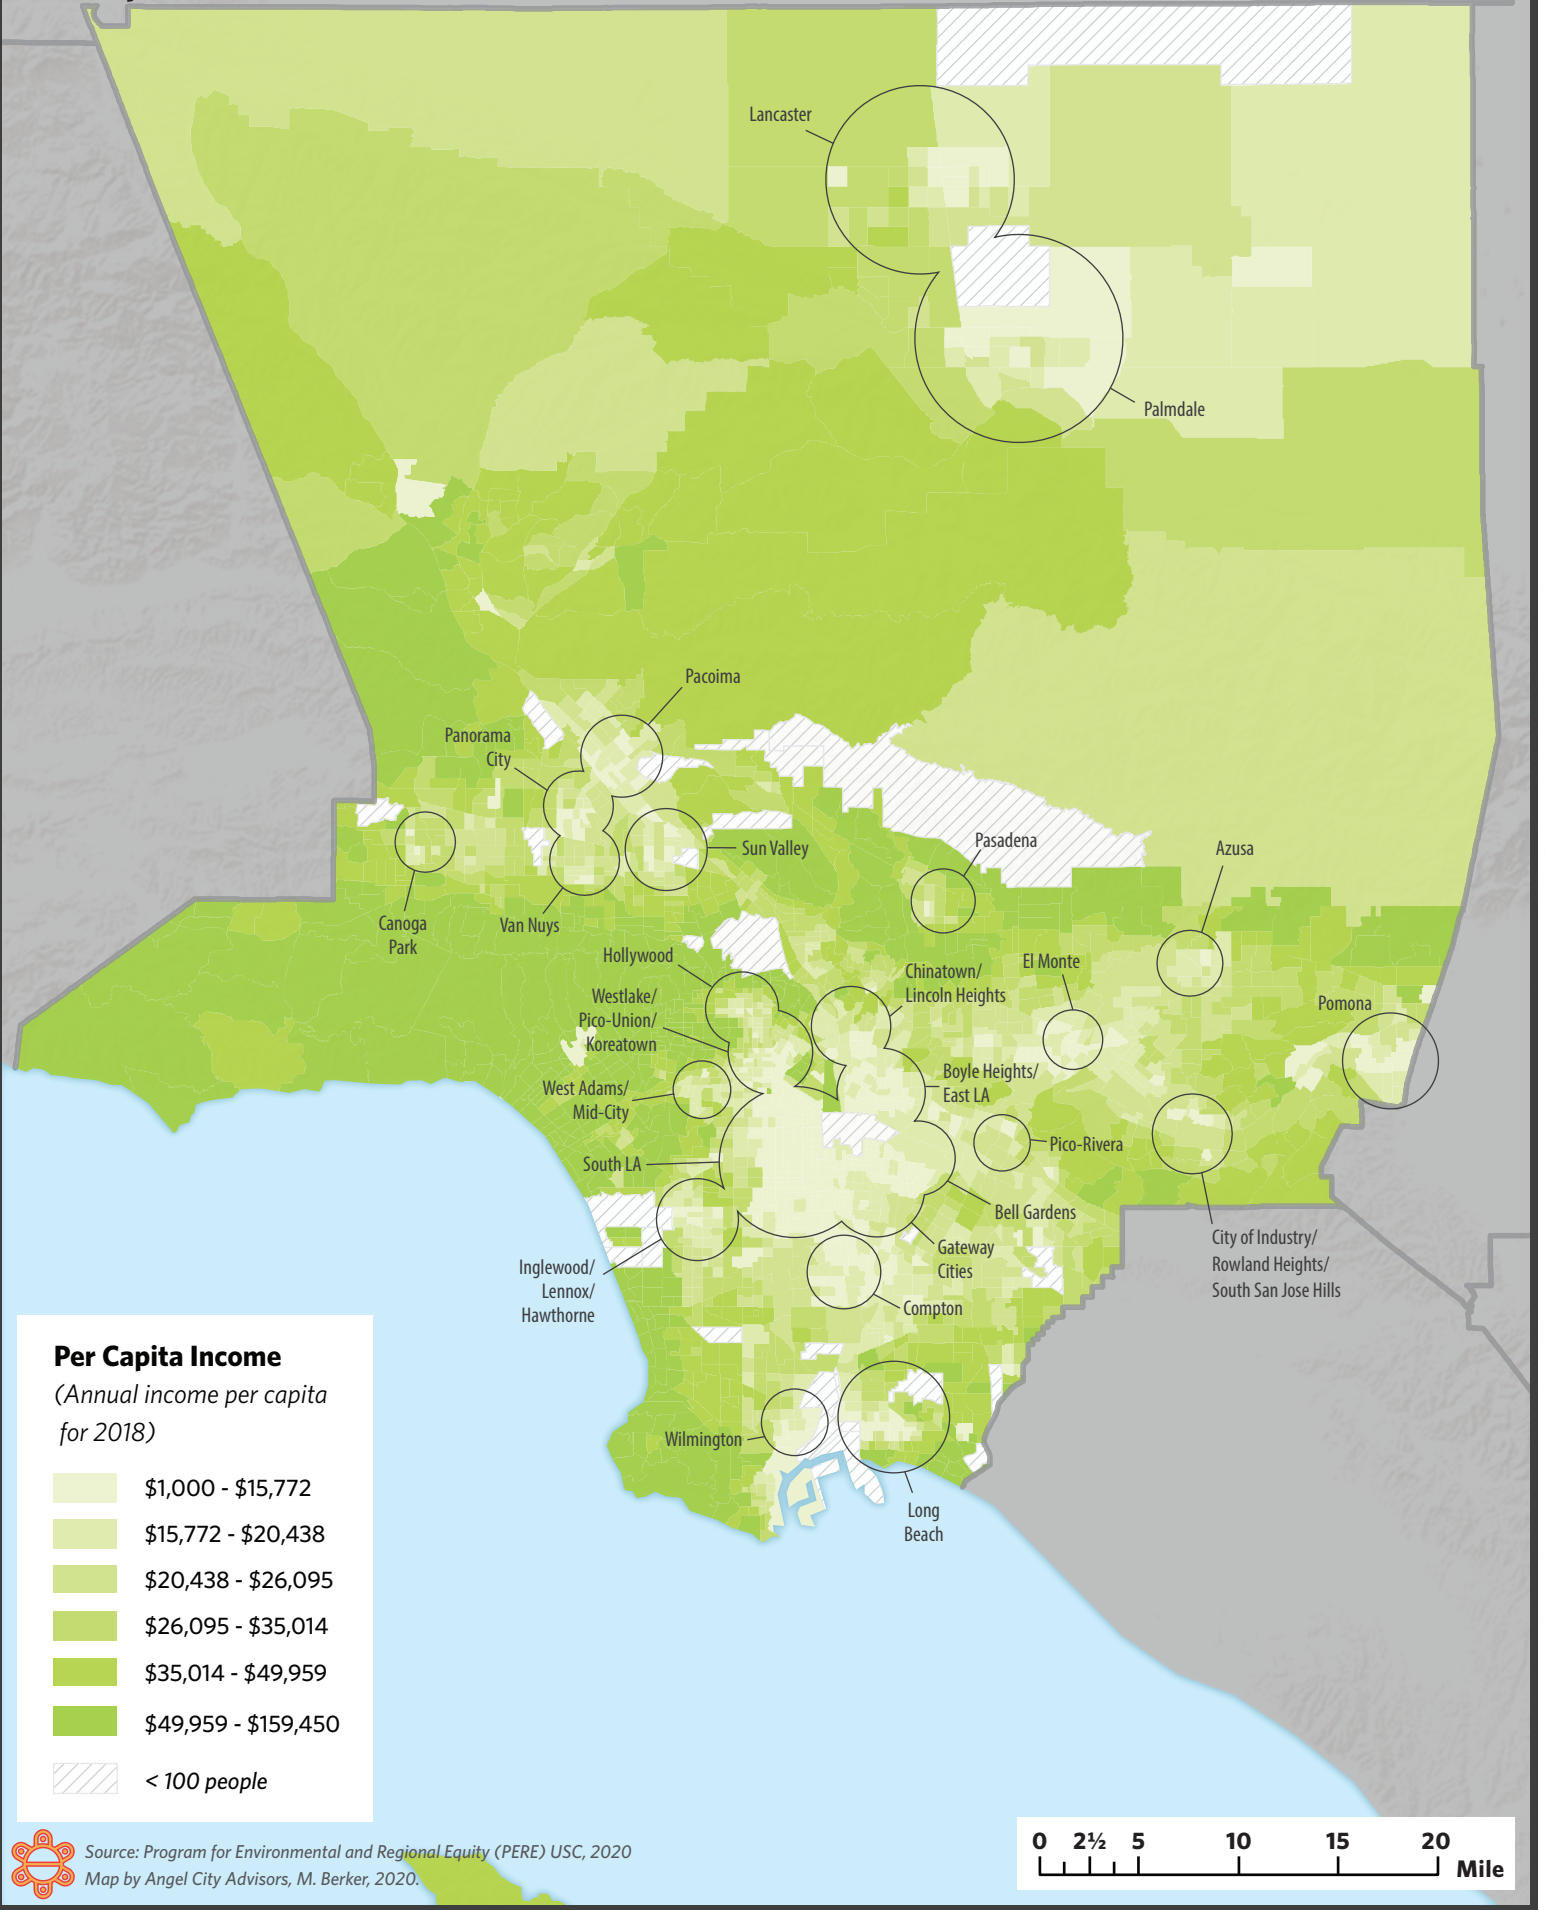 Lancaster
Palmdale
Pacoima
Panorama
City
Sun Valley
Pasadena
Azusa
Canoga
Park
Van Nuys
Hollywood
Chinatown/
Lincoln Heights
El Monte
Westlake/
Pico-Union/
Koreatown
Pomona
West Adams/
Mid-City
Boyle Heights/
East LA
Pico-Rivera
South LA
Bell Gardens
Gateway
Cities
City of Industry/
Rowland Heights/
South San Jose Hills
Inglewood/
Lennox/
Hawthorne
Compton
Wilmington
Long
Beach
Per Capita Income
(Annual income per capita
for 2018)
$1,000 - $15,772
$15,772 - $20,438
$20,438 - $26,095
$26,095 - $35,014
$35,014 - $49,959
$49,959 - $159,450
< 100 people
Source: Program for Environmental and Regional Equity (PERE) USC, 2020
Map by Angel City Advisors, M. Berker, 2020.
0 2½ 5 10 15 20
Mile